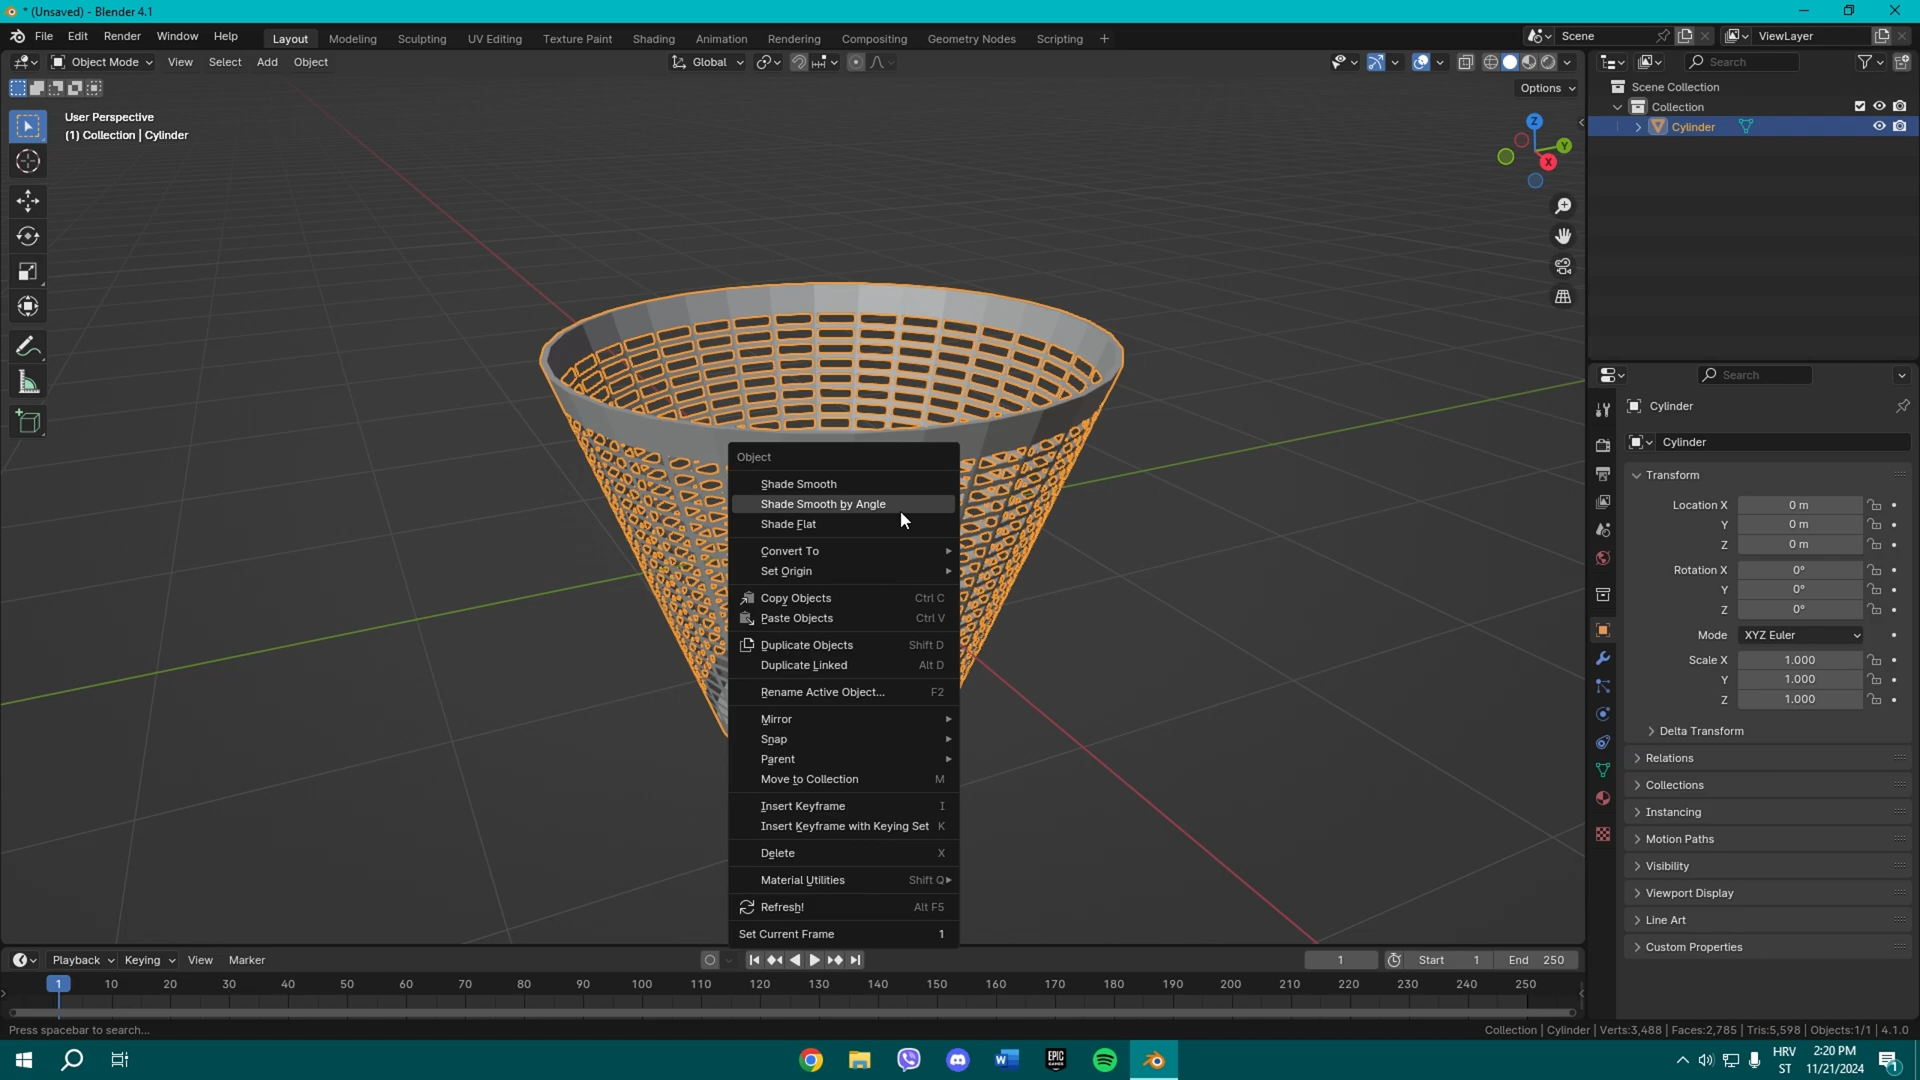 * (Unsaved) - Blender 4.1
File Edit Render Window Help
Layout Modeling Sculpting UV Editing Texture Paint Shading Animation Rendering Compositing Geometry Nodes Scripting +
Scene
ViewLayer
Object Mode View Select Add Object
Global
Search
Options
User Perspective
(1) Collection | Cylinder
Z
Y
X
Scene Collection
Collection
Cylinder
Search
Cylinder
Cylinder
Transform
Location X 0 m
Y 0 m
Z 0 m
Rotation X 0°
Y 0°
Z 0°
Mode XYZ Euler
Scale X 1.000
Y 1.000
Z 1.000
Delta Transform
Relations
Collections
Instancing
Motion Paths
Visibility
Viewport Display
Line Art
Custom Properties
Object
Shade Smooth
Shade Smooth by Angle
Shade Flat
Convert To
Set Origin
Copy Objects Ctrl C
Paste Objects Ctrl V
Duplicate Objects Shift D
Duplicate Linked Alt D
Rename Active Object... F2
Mirror
Snap
Parent
Move to Collection M
Insert Keyframe I
Insert Keyframe with Keying Set K
Delete X
Material Utilities Shift Q
Refresh! Alt F5
Set Current Frame 1
Playback Keying View Marker
1 Start 1 End 250
1 10 20 30 40 50 60 70 80 90 100 110 120 130 140 150 160 170 180 190 200 210 220 230 240 250
Press spacebar to search...
Collection | Cylinder | Verts:3,488 | Faces:2,785 | Tris:5,598 | Objects:1/1 | 4.1.0
EPIC GAMES
HRV
ST
2:20 PM
11/21/2024
1